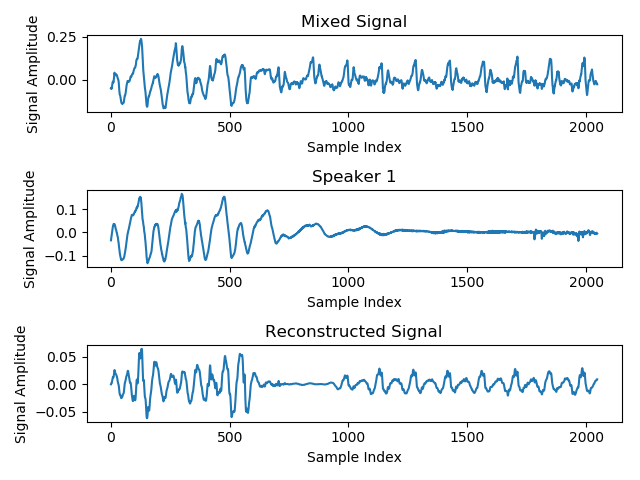 Mixed Signal
Signal Amplitude
0.25
0.00
0 500 1000 1500 2000
Sample Index
Speaker 1
Signal Amplitude
0.1
0.0
−0.1
0 500 1000 1500 2000
Sample Index
Reconstructed Signal
Signal Amplitude
0.05
0.00
−0.05
0 500 1000 1500 2000
Sample Index